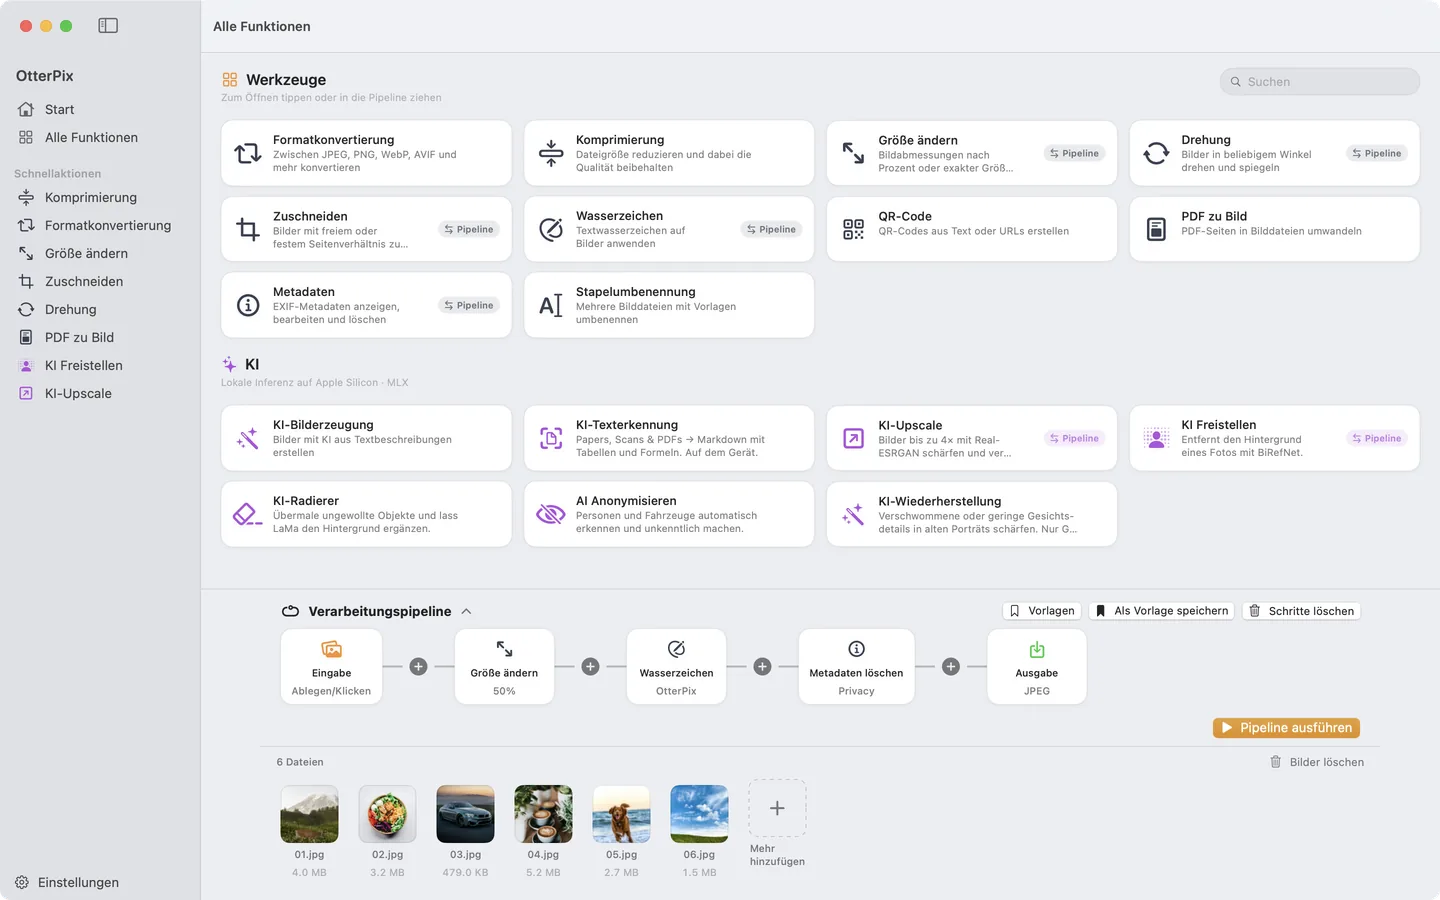 Alle Funktionen
OtterPix
Start
Alle Funktionen
Schnellaktionen
Komprimierung
Formatkonvertierung
Größe ändern
Zuschneiden
Drehung
PDF zu Bild
KI Freistellen
KI-Upscale
Einstellungen
Werkzeuge
Zum Öffnen tippen oder in die Pipeline ziehen
Suchen
Formatkonvertierung
Zwischen JPEG, PNG, WebP, AVIF und
mehr konvertieren
Komprimierung
Dateigröße reduzieren und dabei die
Qualität beibehalten
Größe ändern
Bildabmessungen nach
Prozent oder exakter Größ...
Pipeline
Drehung
Bilder in beliebigem Winkel
drehen und spiegeln
Pipeline
Zuschneiden
Bilder mit freiem oder
festem Seitenverhältnis zu...
Pipeline
Wasserzeichen
Textwasserzeichen auf
Bilder anwenden
Pipeline
QR-Code
QR-Codes aus Text oder URLs erstellen
PDF zu Bild
PDF-Seiten in Bilddateien umwandeln
Metadaten
EXIF-Metadaten anzeigen,
bearbeiten und löschen
Pipeline
Stapelumbenennung
Mehrere Bilddateien mit Vorlagen
umbenennen
KI
Lokale Inferenz auf Apple Silicon · MLX
KI-Bilderzeugung
Bilder mit KI aus Textbeschreibungen
erstellen
KI-Texterkennung
Papers, Scans & PDFs → Markdown mit
Tabellen und Formeln. Auf dem Gerät.
KI-Upscale
Bilder bis zu 4× mit Real-
ESRGAN schärfen und ver...
Pipeline
KI Freistellen
Entfernt den Hintergrund
eines Fotos mit BiRefNet.
Pipeline
KI-Radierer
Übermale ungewollte Objekte und lass
LaMa den Hintergrund ergänzen.
AI Anonymisieren
Personen und Fahrzeuge automatisch
erkennen und unkenntlich machen.
KI-Wiederherstellung
Verschwommene oder geringe Gesichts-
details in alten Porträts schärfen. Nur G...
Verarbeitungspipeline
Vorlagen
Als Vorlage speichern
Schritte löschen
Eingabe
Ablegen/Klicken
Größe ändern
50%
Wasserzeichen
OtterPix
Metadaten löschen
Privacy
Ausgabe
JPEG
Pipeline ausführen
6 Dateien
Bilder löschen
01.jpg
4.0 MB
02.jpg
3.2 MB
03.jpg
479.0 KB
04.jpg
5.2 MB
05.jpg
2.7 MB
06.jpg
1.5 MB
Mehr
hinzufügen